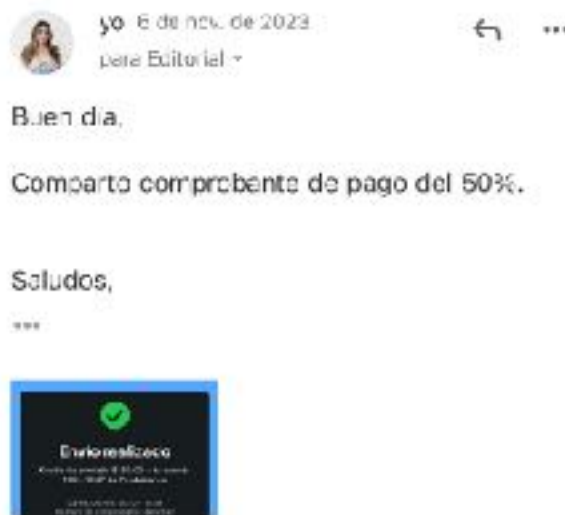 yo 6 de nov. de 2023
para Editorial
Buen día,
Comparto comprobante de pago del 50%.
Saludos,
Envío realizado